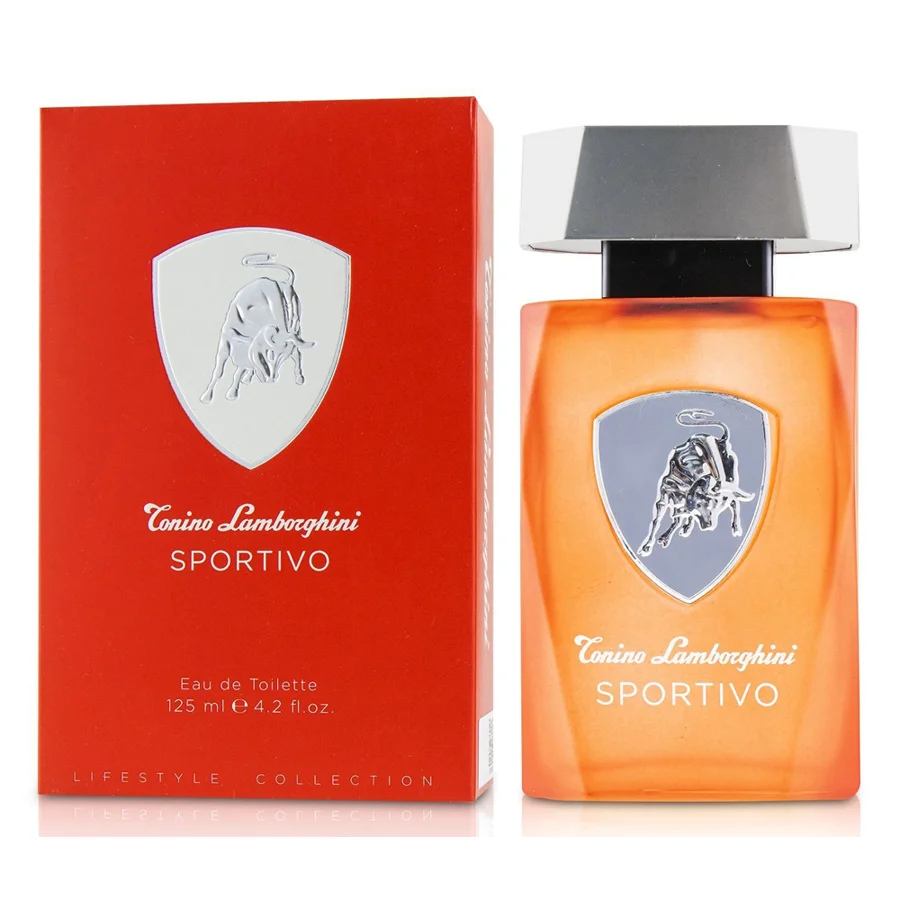 Tonino Lamborghini
SPORTIVO
Eau de Toilette
125 ml ℮ 4.2 fl.oz.
LIFESTYLE COLLECTION
Tonino Lamborghini
Tonino Lamborghini
SPORTIVO